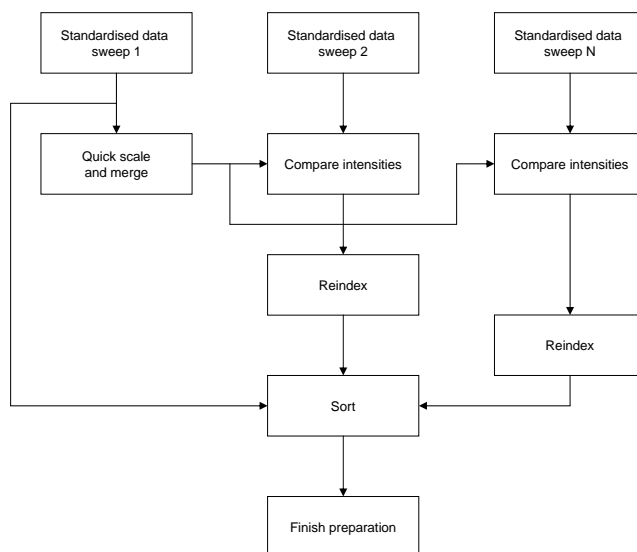 Standardised data
sweep 1
Standardised data
sweep 2
Standardised data
sweep N
Quick scale
and merge
Compare intensities
Compare intensities
Reindex
Reindex
Sort
Finish preparation